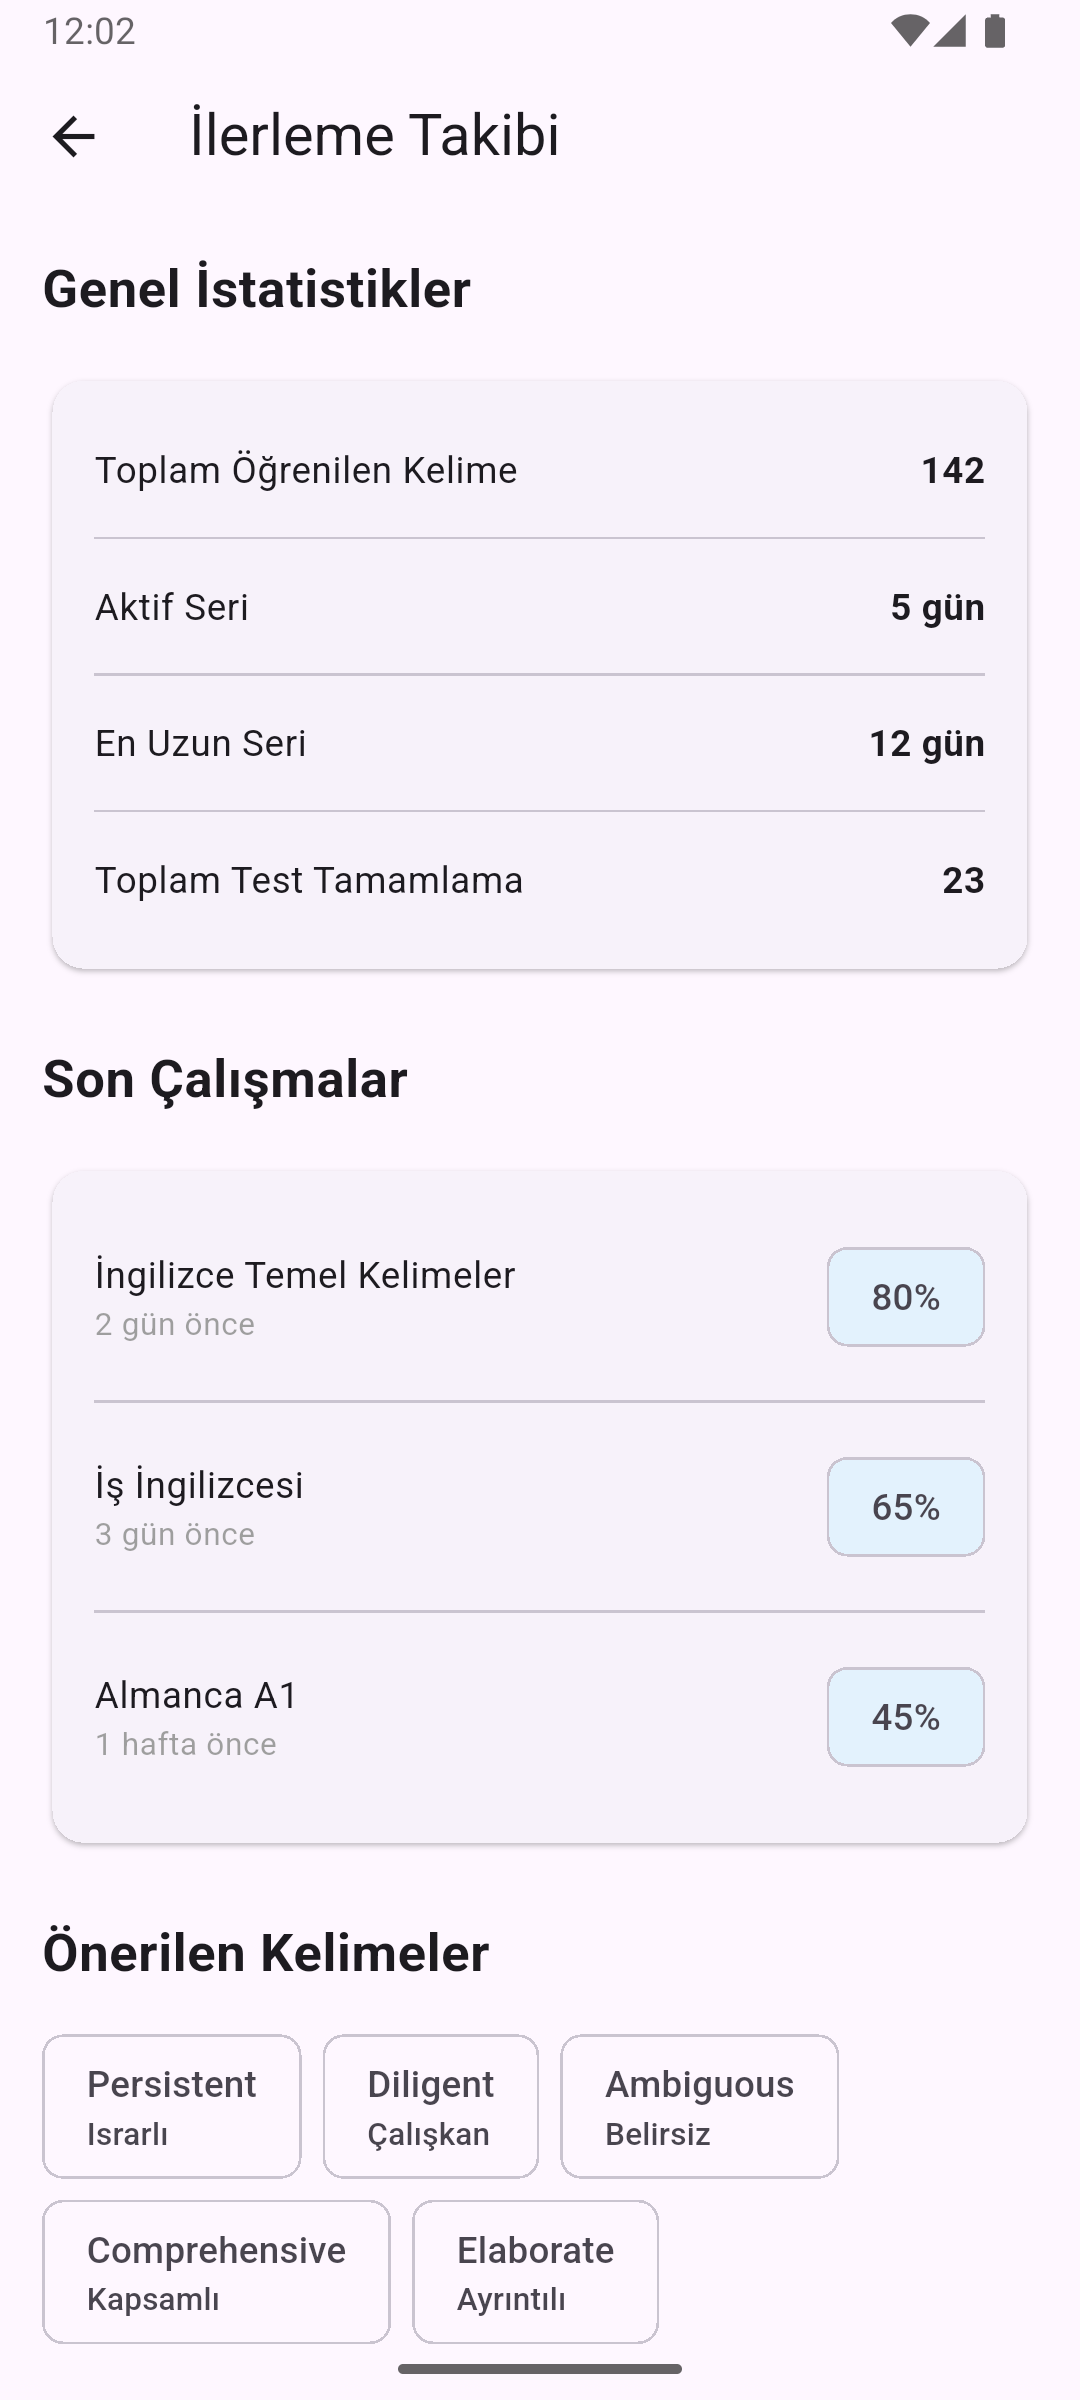 12:02
İlerleme Takibi
Genel İstatistikler
Toplam Öğrenilen Kelime 142
Aktif Seri 5 gün
En Uzun Seri 12 gün
Toplam Test Tamamlama 23
Son Çalışmalar
İngilizce Temel Kelimeler
2 gün önce
80%
İş İngilizcesi
3 gün önce
65%
Almanca A1
1 hafta önce
45%
Önerilen Kelimeler
Persistent
Israrlı
Diligent
Çalışkan
Ambiguous
Belirsiz
Comprehensive
Kapsamlı
Elaborate
Ayrıntılı